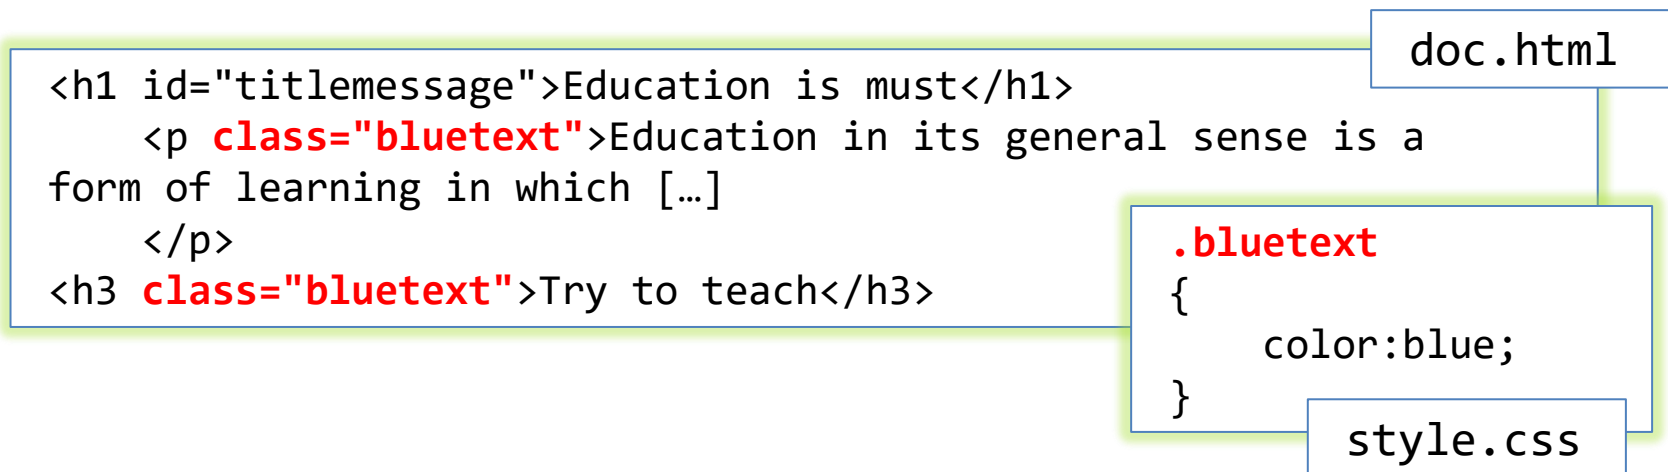 doc.html
<h1 id="titlemessage">Education is must</h1>
    <p class="bluetext">Education in its general sense is a
form of learning in which […]
    </p>
<h3 class="bluetext">Try to teach</h3>
.bluetext
{
    color:blue;
}
style.css